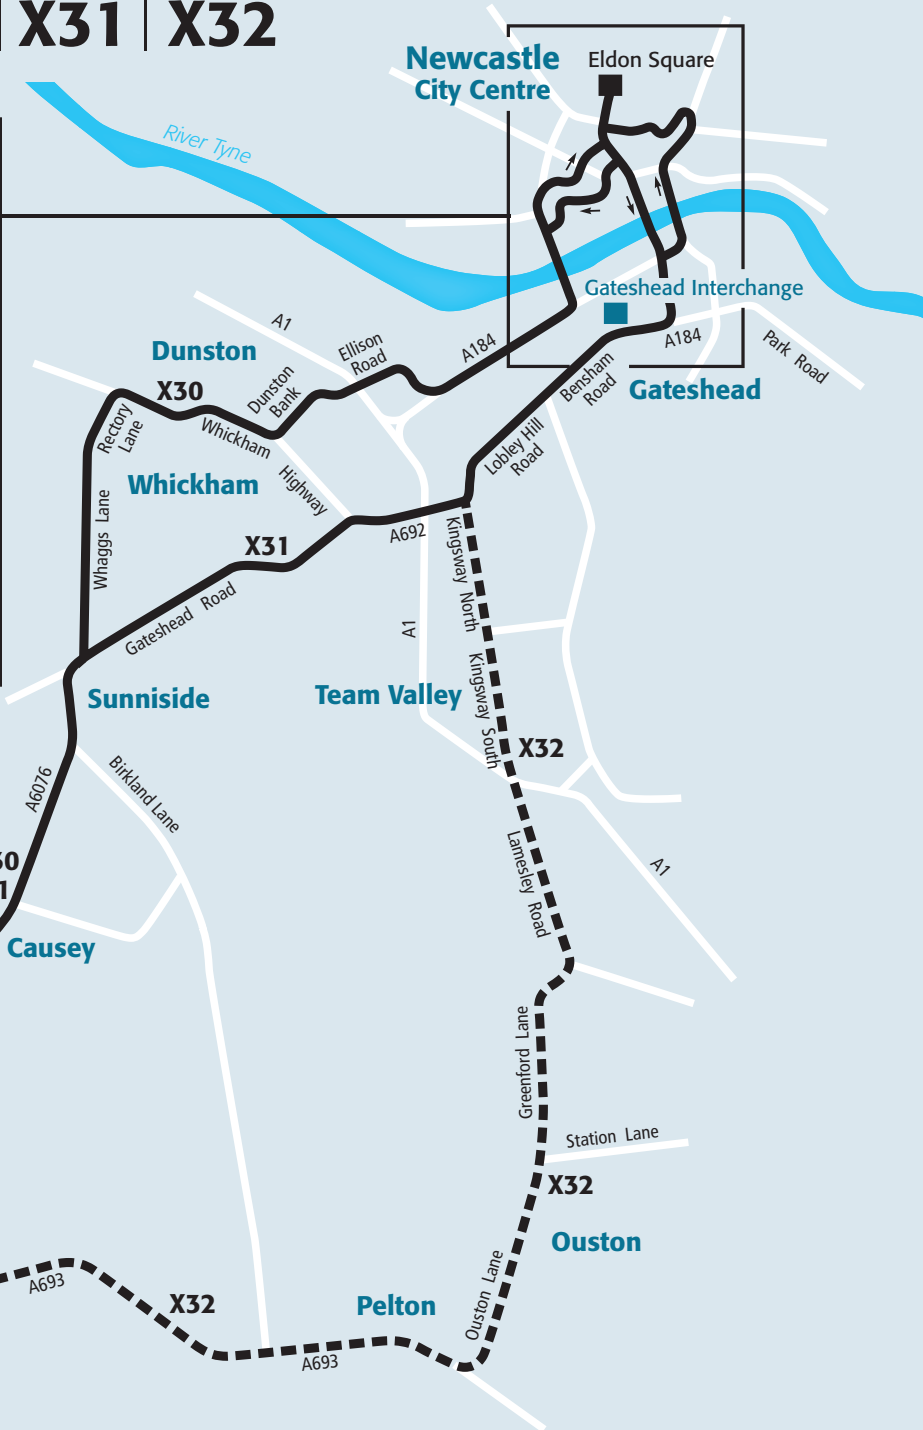 X31 X32
Newcastle
City Centre
Eldon Square
River Tyne
Gateshead Interchange
A1
Ellison
Road
A184
A184
Park Road
Dunston
X30
Dunston
Bank
Bensham
Road
Gateshead
Rectory
Lane
Whickham
Highway
Lobley Hill
Road
Whickham
Whaggs Lane
X31
A692
Kingsway North
Gateshead Road
A1
Kingsway South
Sunniside
Team Valley
X32
A6076
Birkland Lane
Lamesley Road
A1
Causey
Greenford Lane
Station Lane
X32
Ouston
A693
X32
Pelton
Ouston Lane
A693